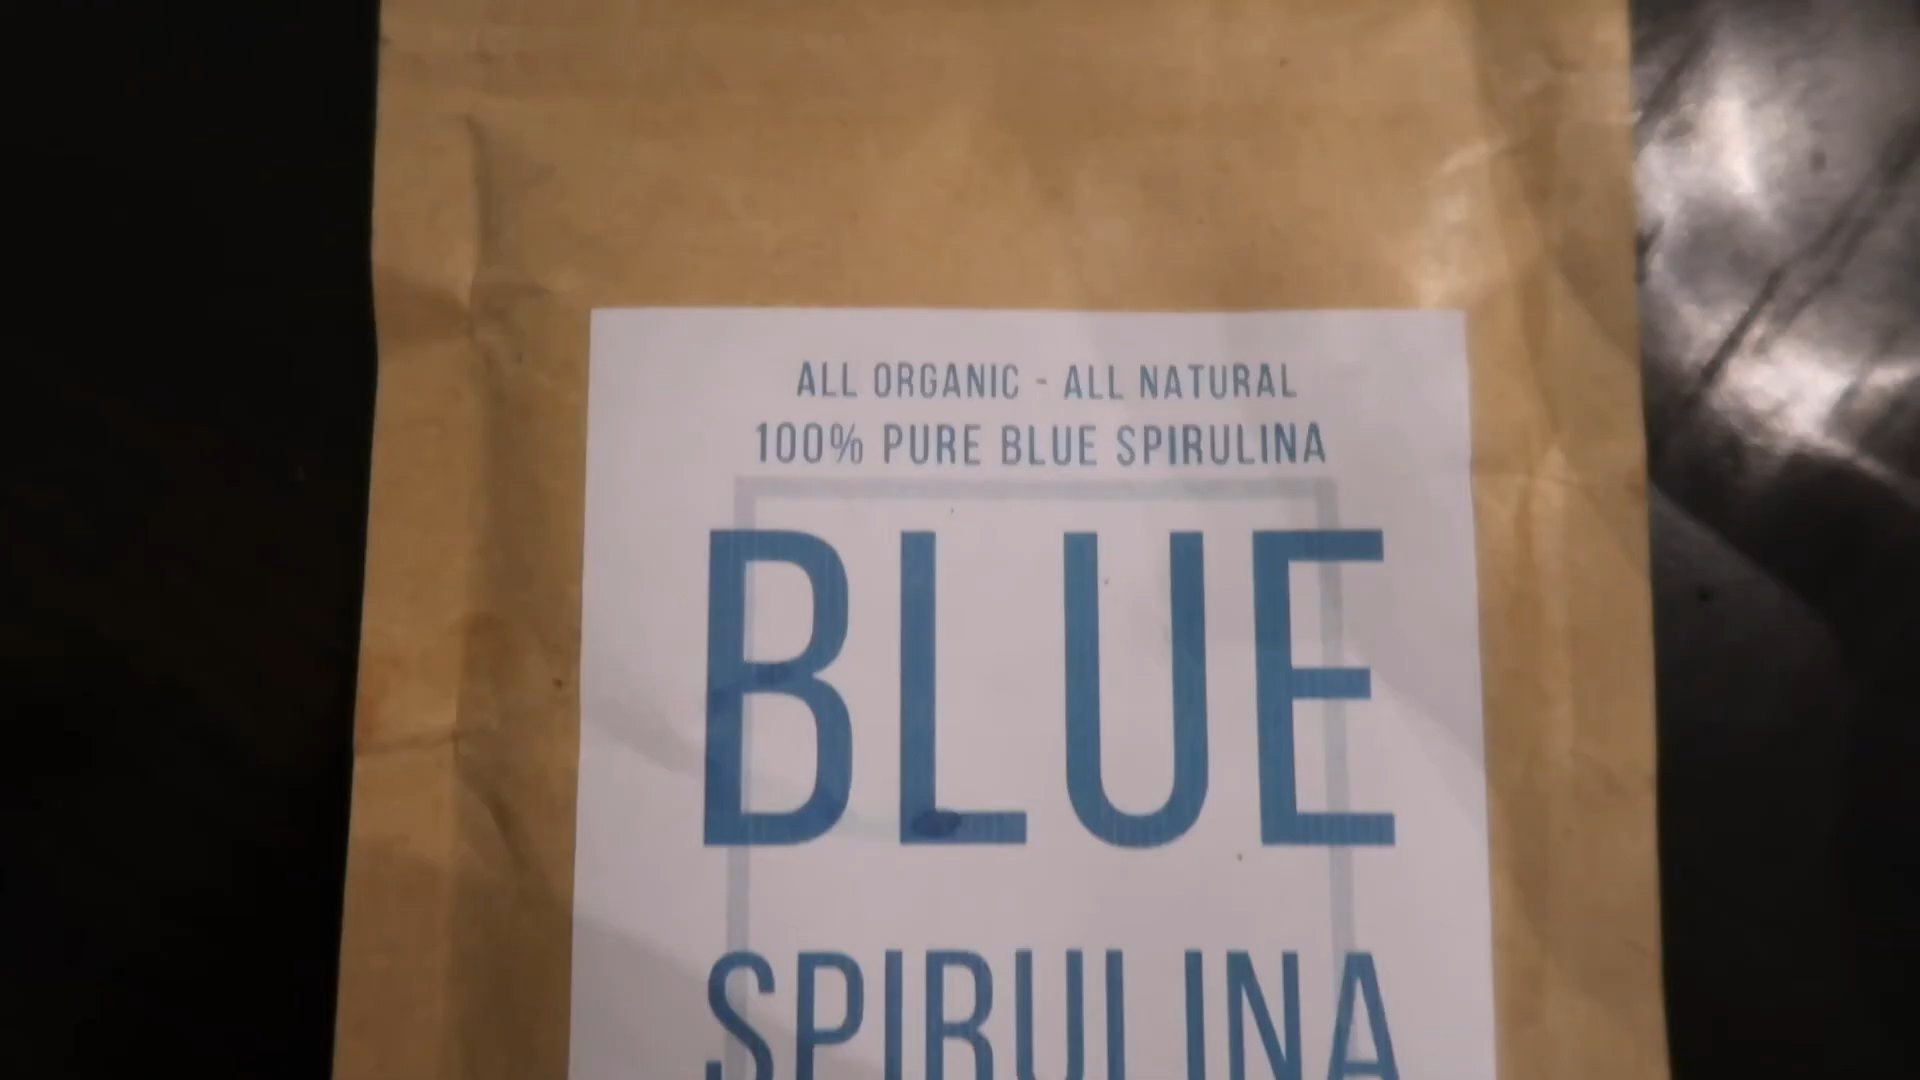 ALL ORGANIC - ALL NATURAL
100% PURE BLUE SPIRULINA
BLUE
SPIRULINA